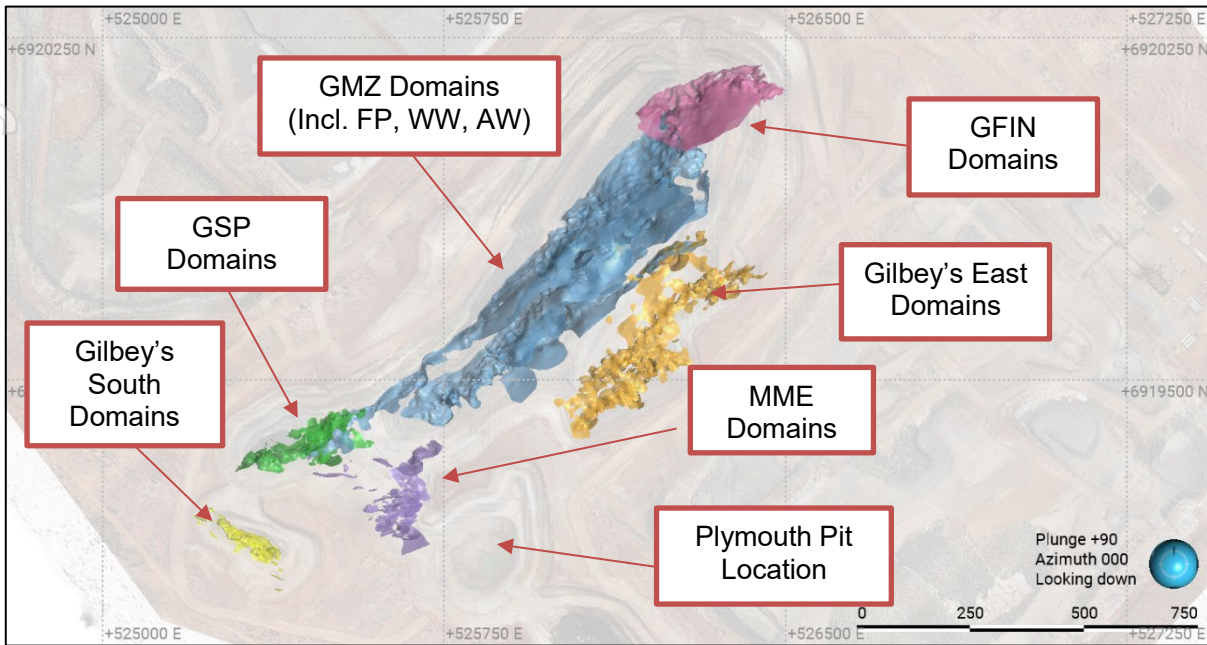 +525000 E
+525750 E
+526500 E
+527250 E
+6920250 N
+6920250 N
GMZ Domains
(Incl. FP, WW, AW)
GFIN
Domains
GSP
Domains
Gilbey’s East
Domains
Gilbey’s
South
Domains
+6919500 N
MME
Domains
Plymouth Pit
Location
Plunge +90
Azimuth 000
Looking down
0
250
500
750
+525000 E
+525750 E
+526500 E
+527250 E